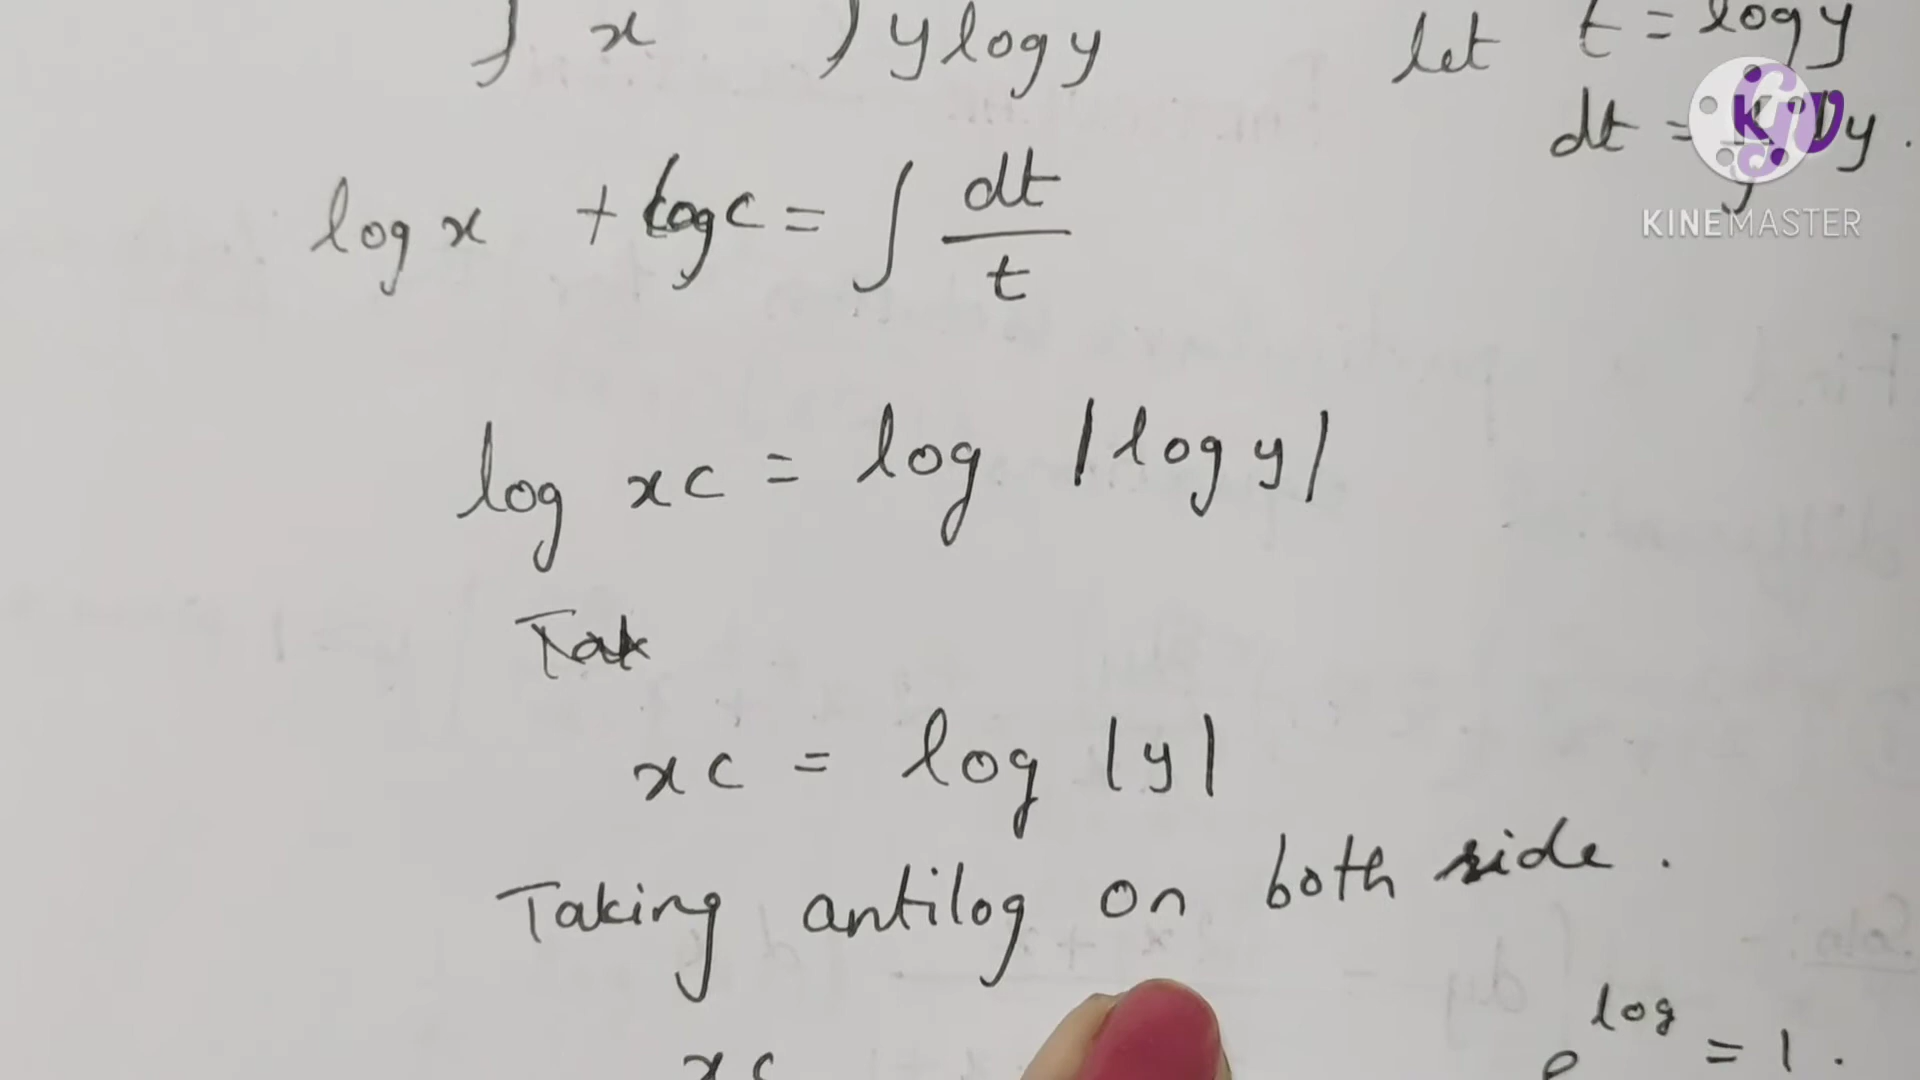 ∫ x ∫ y log y
let t = log y
dt = y dy.
KINEMASTER
log x + log c = ∫ dt/t
log xc = log |log y|
Tak
xc = log |y|
Taking antilog on both side.
e^log = 1.
xc